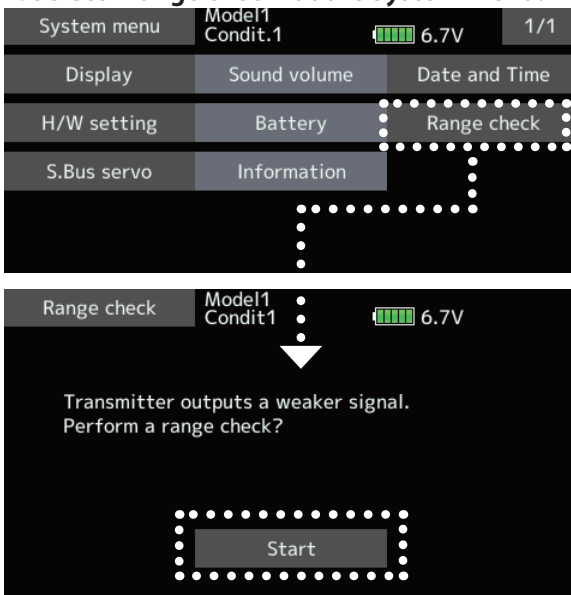 System menu
Model1
Condit.1
6.7V
1/1
Display
Sound volume
Date and Time
H/W setting
Battery
Range check
S.Bus servo
Information
Range check
Model1
Condit1
6.7V
Transmitter outputs a weaker signal.
Perform a range check?
Start